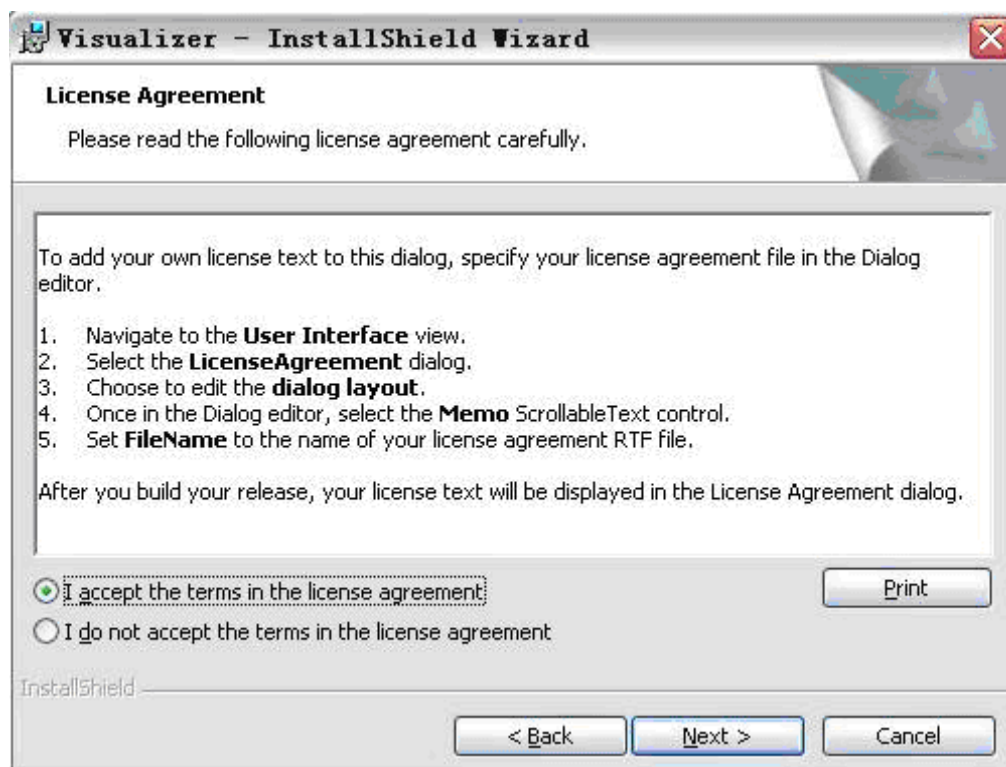 Visualizer - InstallShield Wizard
License Agreement
Please read the following license agreement carefully.
To add your own license text to this dialog, specify your license agreement file in the Dialog
editor.
1. Navigate to the User Interface view.
2. Select the LicenseAgreement dialog.
3. Choose to edit the dialog layout.
4. Once in the Dialog editor, select the Memo ScrollableText control.
5. Set FileName to the name of your license agreement RTF file.
After you build your release, your license text will be displayed in the License Agreement dialog.
I accept the terms in the license agreement
Print
I do not accept the terms in the license agreement
InstallShield
< Back
Next >
Cancel